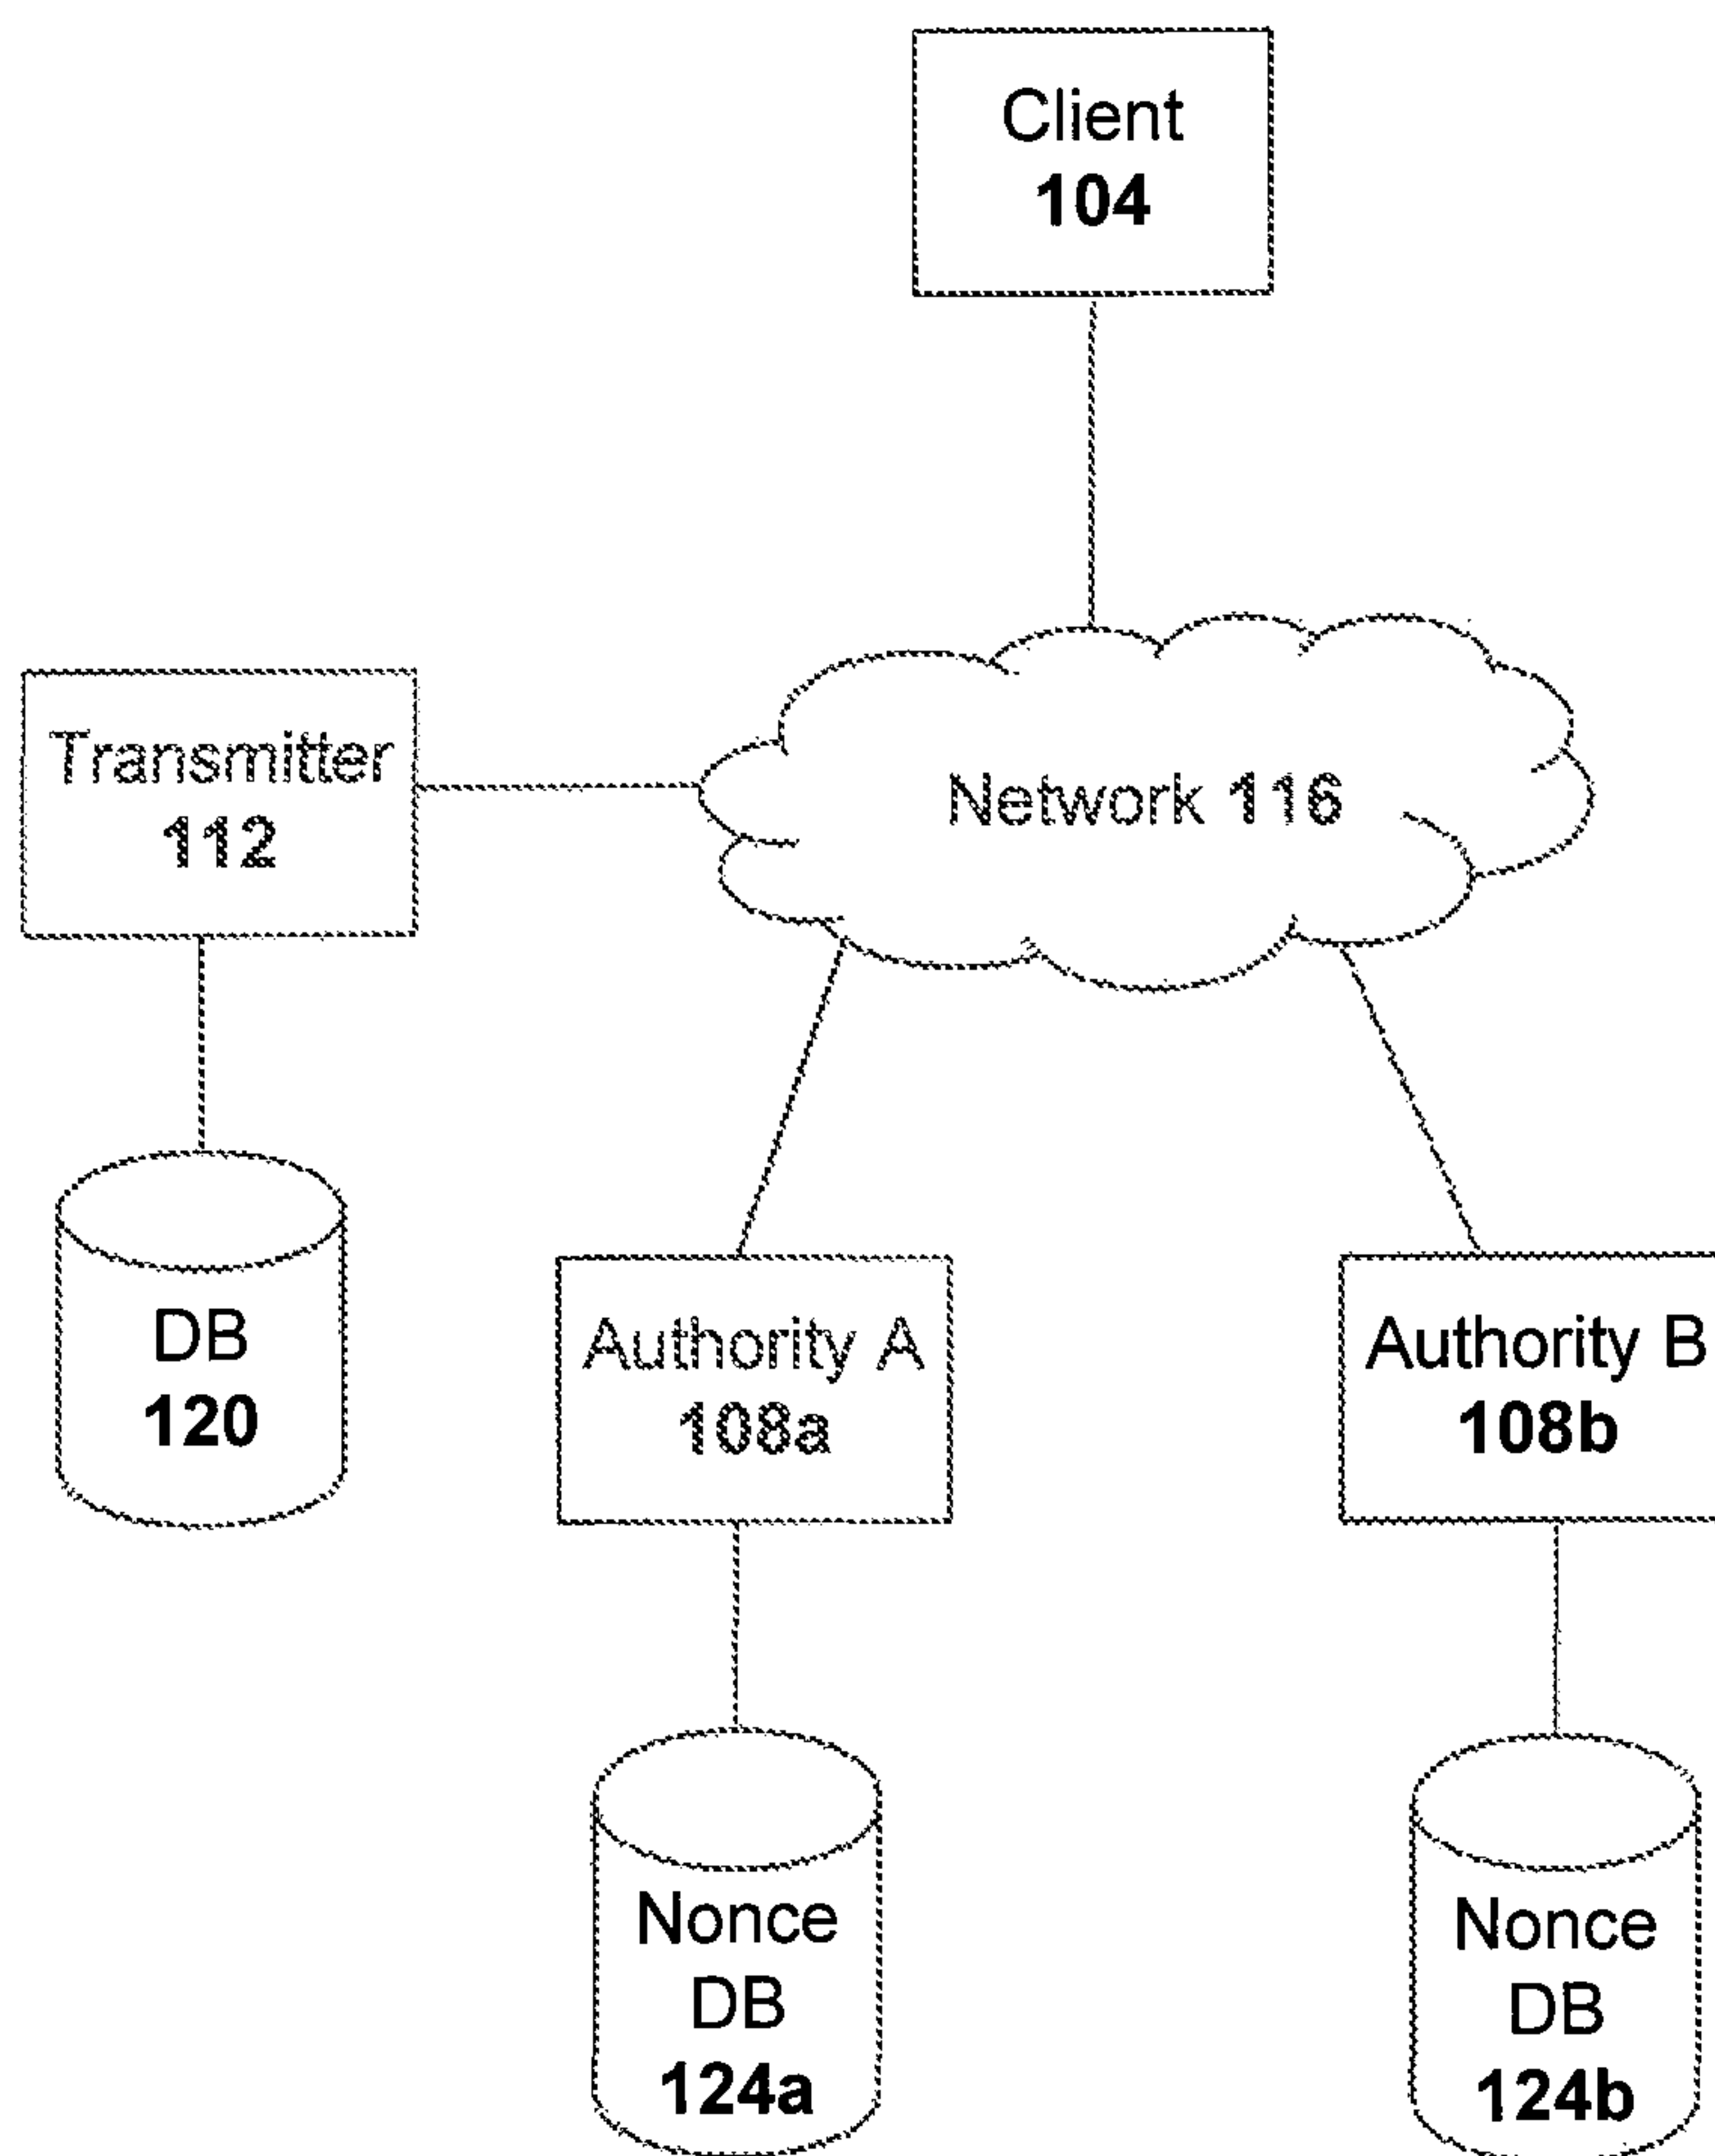 Client
104
Transmitter
112
Network 116
DB
120
Authority A
108a
Authority B
108b
Nonce
DB
124a
Nonce
DB
124b